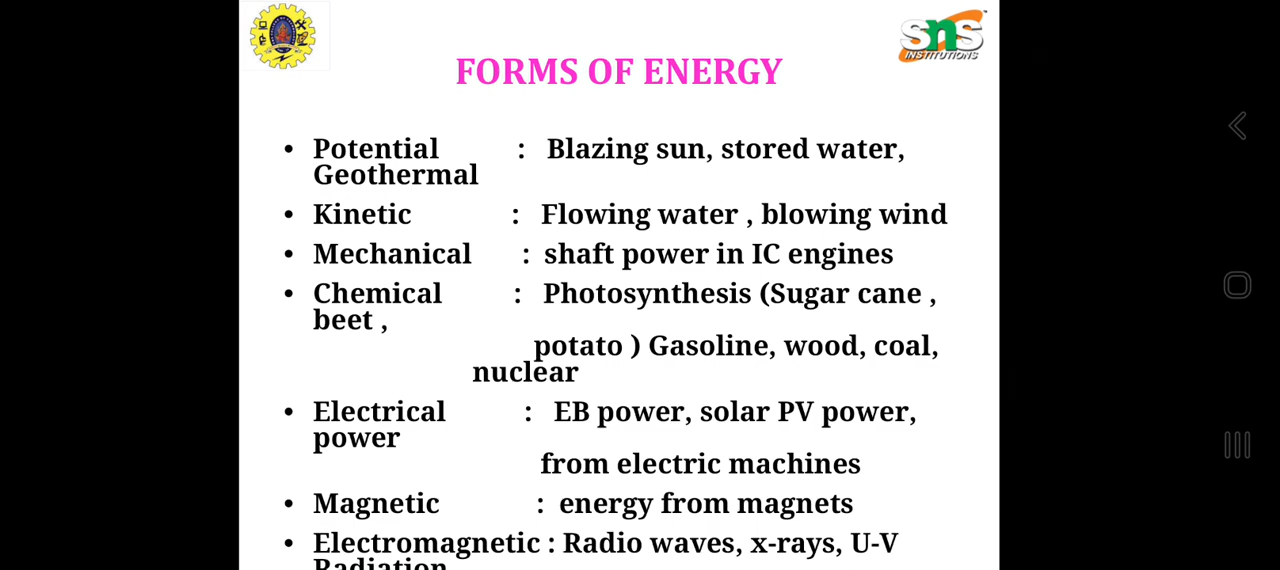 SNS
INSTITUTIONS
FORMS OF ENERGY
• Potential : Blazing sun, stored water,
Geothermal
• Kinetic : Flowing water , blowing wind
• Mechanical : shaft power in IC engines
• Chemical : Photosynthesis (Sugar cane ,
beet ,
potato ) Gasoline, wood, coal,
nuclear
• Electrical : EB power, solar PV power,
power
from electric machines
• Magnetic : energy from magnets
• Electromagnetic : Radio waves, x-rays, U-V
Radiation